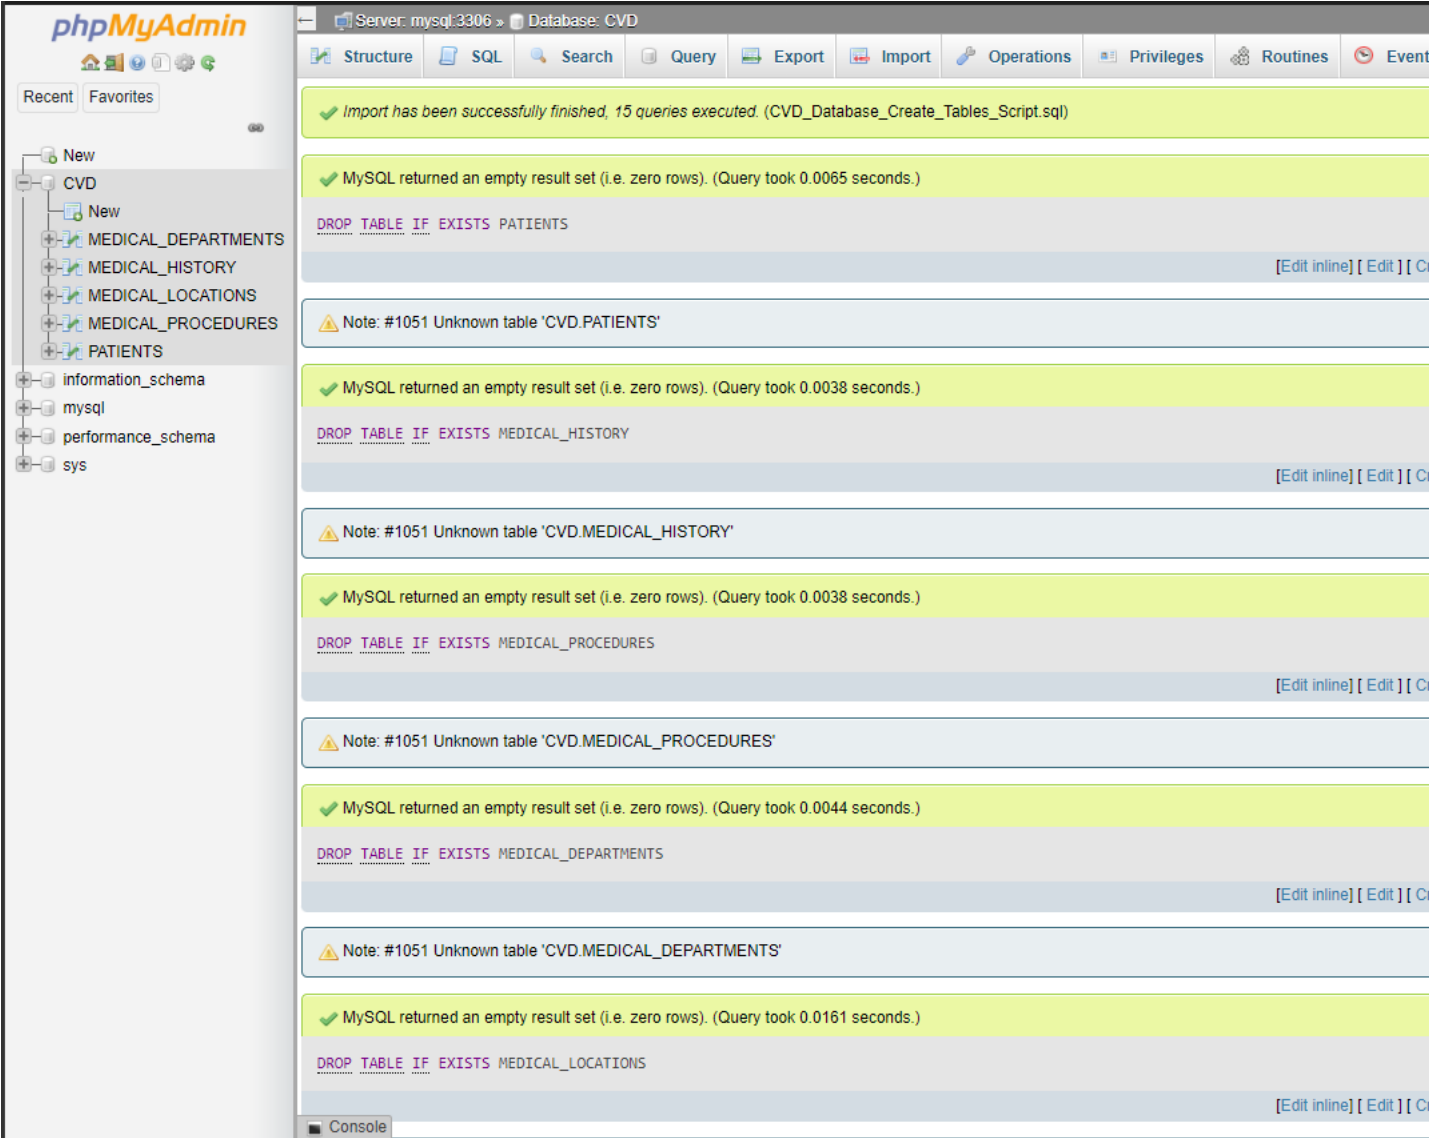 phpMyAdmin
Recent Favorites
New
CVD
New
MEDICAL_DEPARTMENTS
MEDICAL_HISTORY
MEDICAL_LOCATIONS
MEDICAL_PROCEDURES
PATIENTS
information_schema
mysql
performance_schema
sys
Server: mysql:3306 » Database: CVD
Structure SQL Search Query Export Import Operations Privileges Routines Event
Import has been successfully finished, 15 queries executed. (CVD_Database_Create_Tables_Script.sql)
MySQL returned an empty result set (i.e. zero rows). (Query took 0.0065 seconds.)
DROP TABLE IF EXISTS PATIENTS
[Edit inline] [ Edit ] [ Cr
Note: #1051 Unknown table 'CVD.PATIENTS'
MySQL returned an empty result set (i.e. zero rows). (Query took 0.0038 seconds.)
DROP TABLE IF EXISTS MEDICAL_HISTORY
[Edit inline] [ Edit ] [ Cr
Note: #1051 Unknown table 'CVD.MEDICAL_HISTORY'
MySQL returned an empty result set (i.e. zero rows). (Query took 0.0038 seconds.)
DROP TABLE IF EXISTS MEDICAL_PROCEDURES
[Edit inline] [ Edit ] [ Cr
Note: #1051 Unknown table 'CVD.MEDICAL_PROCEDURES'
MySQL returned an empty result set (i.e. zero rows). (Query took 0.0044 seconds.)
DROP TABLE IF EXISTS MEDICAL_DEPARTMENTS
[Edit inline] [ Edit ] [ Cr
Note: #1051 Unknown table 'CVD.MEDICAL_DEPARTMENTS'
MySQL returned an empty result set (i.e. zero rows). (Query took 0.0161 seconds.)
DROP TABLE IF EXISTS MEDICAL_LOCATIONS
[Edit inline] [ Edit ] [ Cr
Console